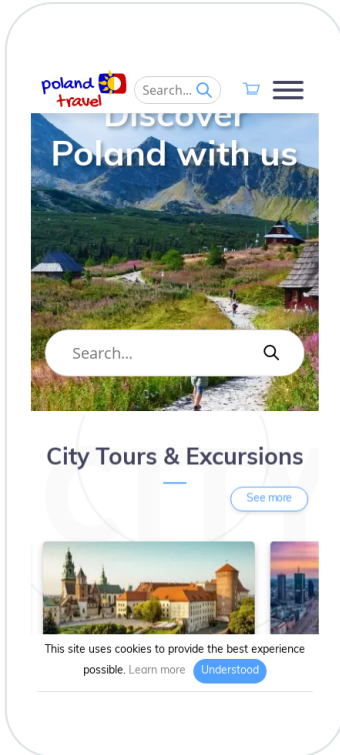 poland
travel
Search...
Discover
Poland with us
Search...
City Tours & Excursions
See more
CITY
This site uses cookies to provide the best experience
possible. Learn more Understood